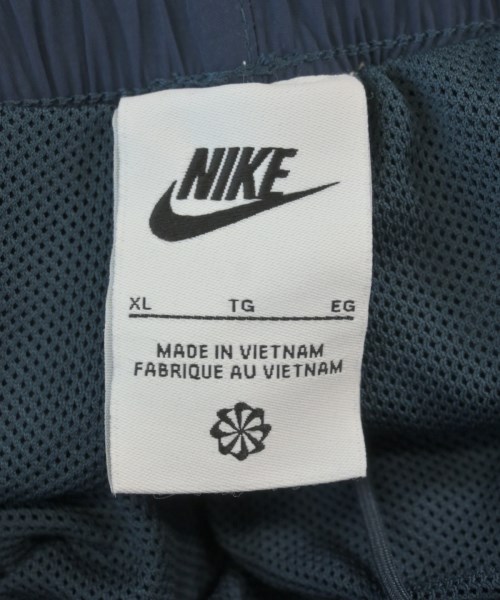 NIKE
XL TG EG
MADE IN VIETNAM
FABRIQUE AU VIETNAM